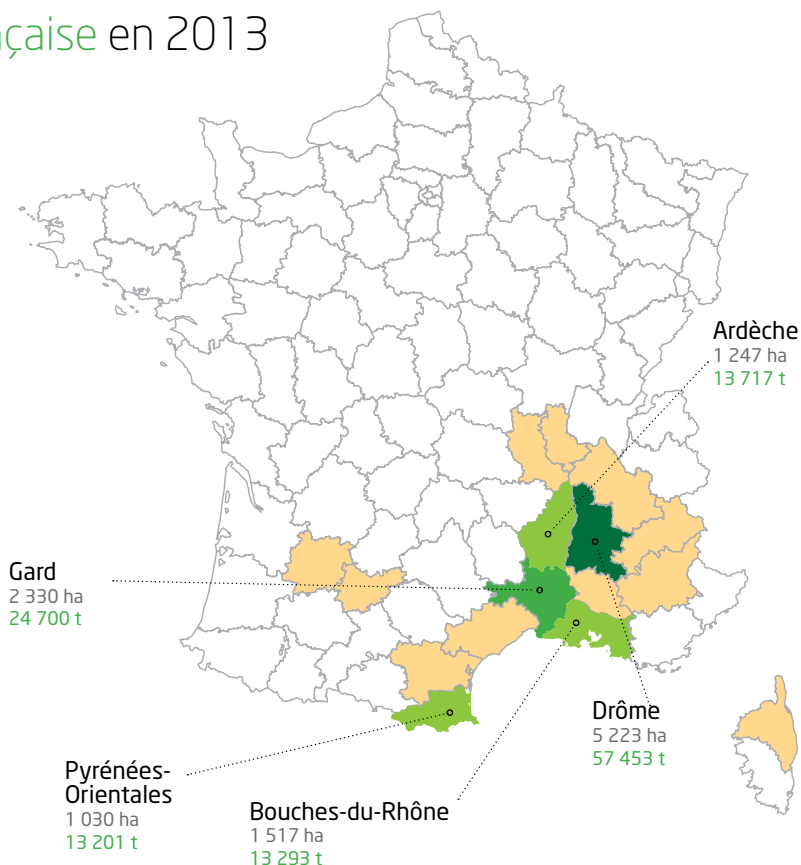 çaise en 2013
Ardèche
1 247 ha
13 717 t
Gard
2 330 ha
24 700 t
Drôme
5 223 ha
57 453 t
Pyrénées-
Orientales
1 030 ha
13 201 t
Bouches-du-Rhône
1 517 ha
13 293 t